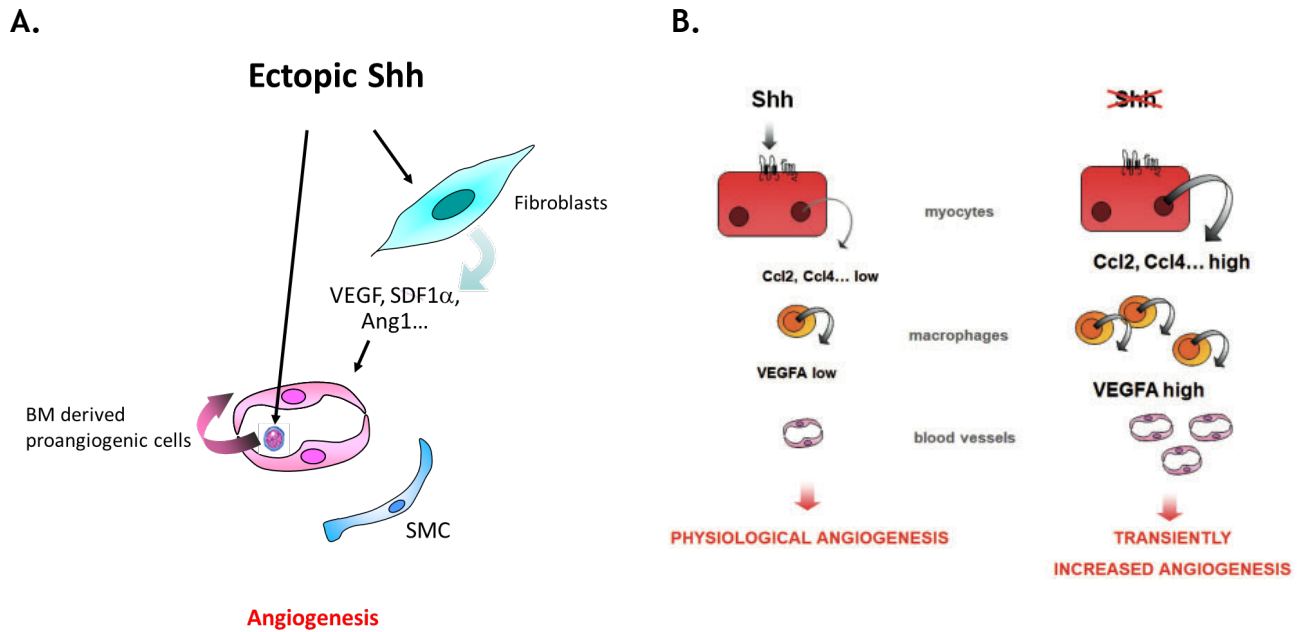 A.
Ectopic Shh
Fibroblasts
VEGF, SDF1α,
Ang1...
BM derived
proangiogenic cells
SMC
Angiogenesis
B.
Shh
Shh
myocytes
Ccl2, Ccl4... low
Ccl2, Ccl4... high
macrophages
VEGFA low
VEGFA high
blood vessels
PHYSIOLOGICAL ANGIOGENESIS
TRANSIENTLY
INCREASED ANGIOGENESIS